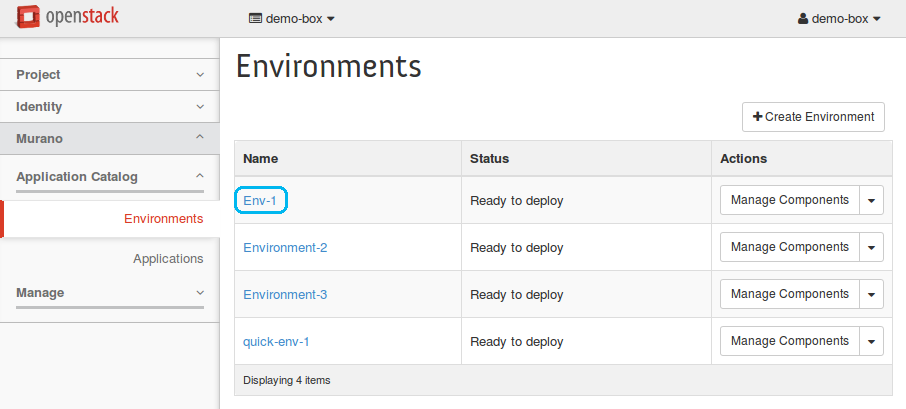 openstack
demo-box
demo-box
Project
Identity
Murano
Application Catalog
Environments
Applications
Manage
Environments
Create Environment
Name Status Actions
Env-1 Ready to deploy Manage Components
Environment-2 Ready to deploy Manage Components
Environment-3 Ready to deploy Manage Components
quick-env-1 Ready to deploy Manage Components
Displaying 4 items